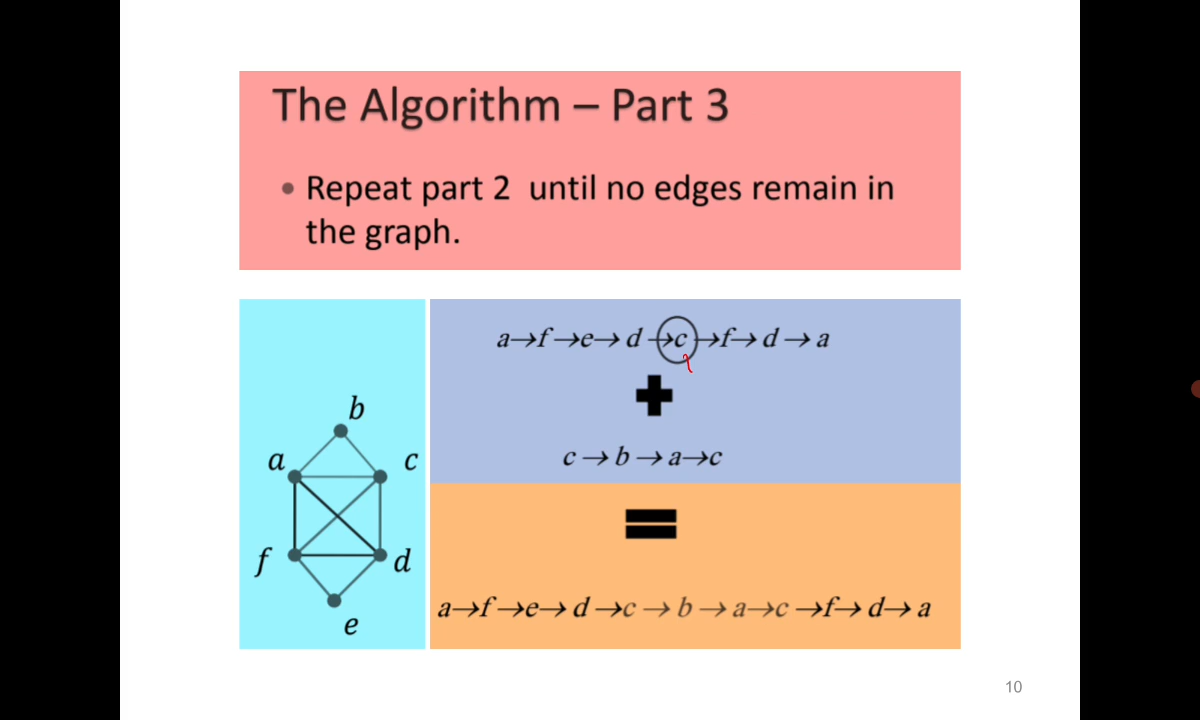 The Algorithm – Part 3
• Repeat part 2 until no edges remain in
the graph.
a→f→e→d→c→f→d→a
+
c→b→a→c
=
a→f→e→d→c→b→a→c→f→d→a
b
a
c
f
d
e
10